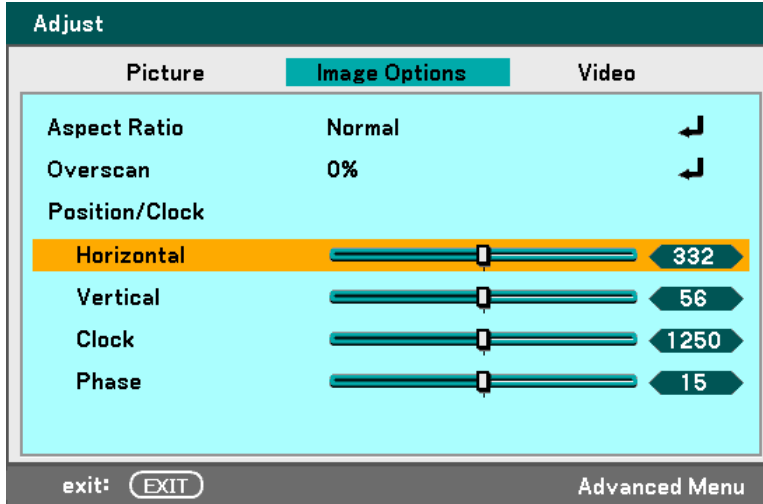 Adjust
Picture Image Options Video
Aspect Ratio Normal
Overscan 0%
Position/Clock
Horizontal 332
Vertical 56
Clock 1250
Phase 15
exit: EXIT Advanced Menu